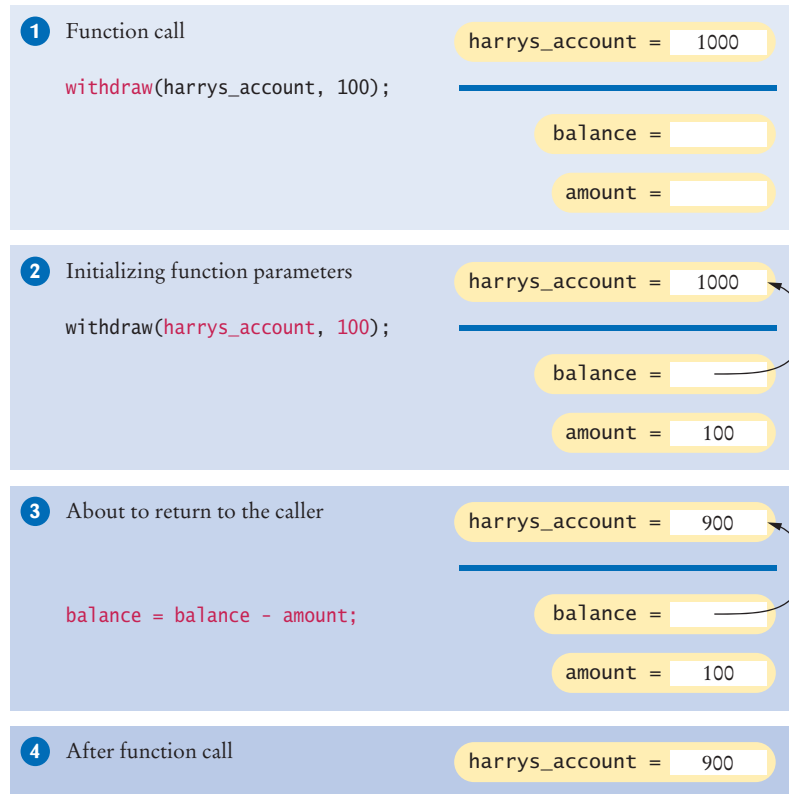 1 Function call
harrys_account = 1000
withdraw(harrys_account, 100);
balance =
amount =
2 Initializing function parameters
harrys_account = 1000
withdraw(harrys_account, 100);
balance =
amount = 100
3 About to return to the caller
harrys_account = 900
balance = balance - amount;
balance =
amount = 100
4 After function call
harrys_account = 900